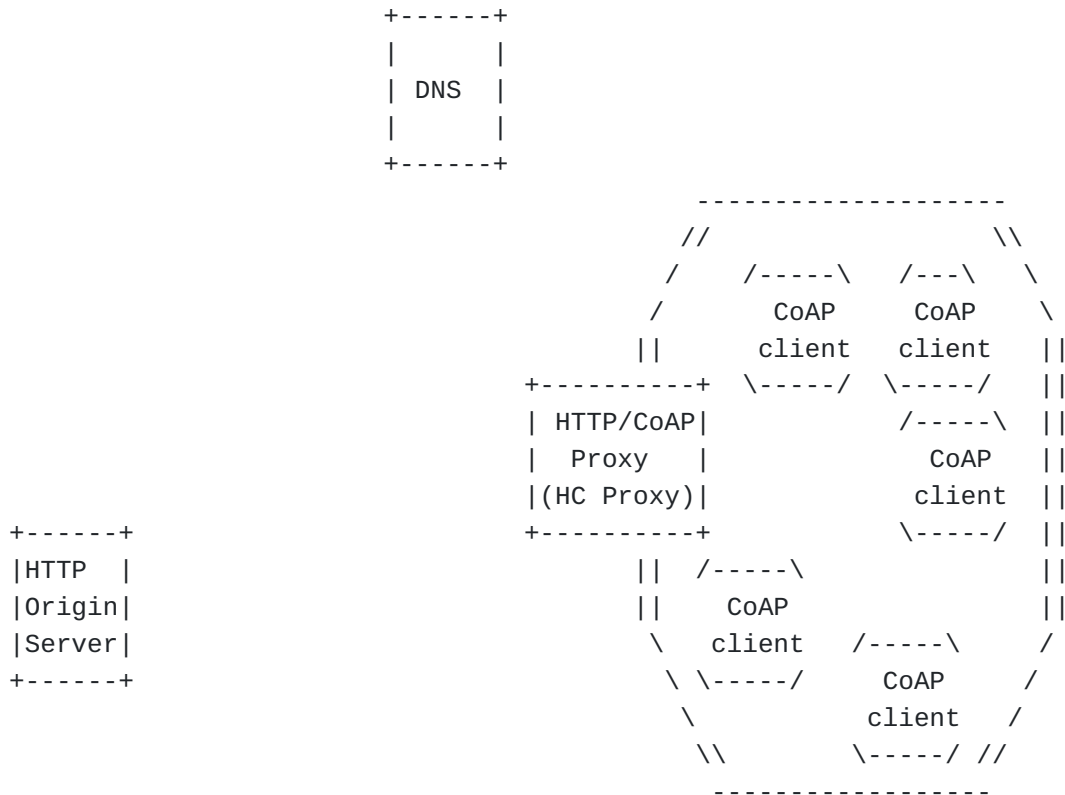 DNS
CoAP CoAP
client client
HTTP/CoAP
Proxy
(HC Proxy)
CoAP
client
HTTP
Origin
Server
CoAP
client
CoAP
client